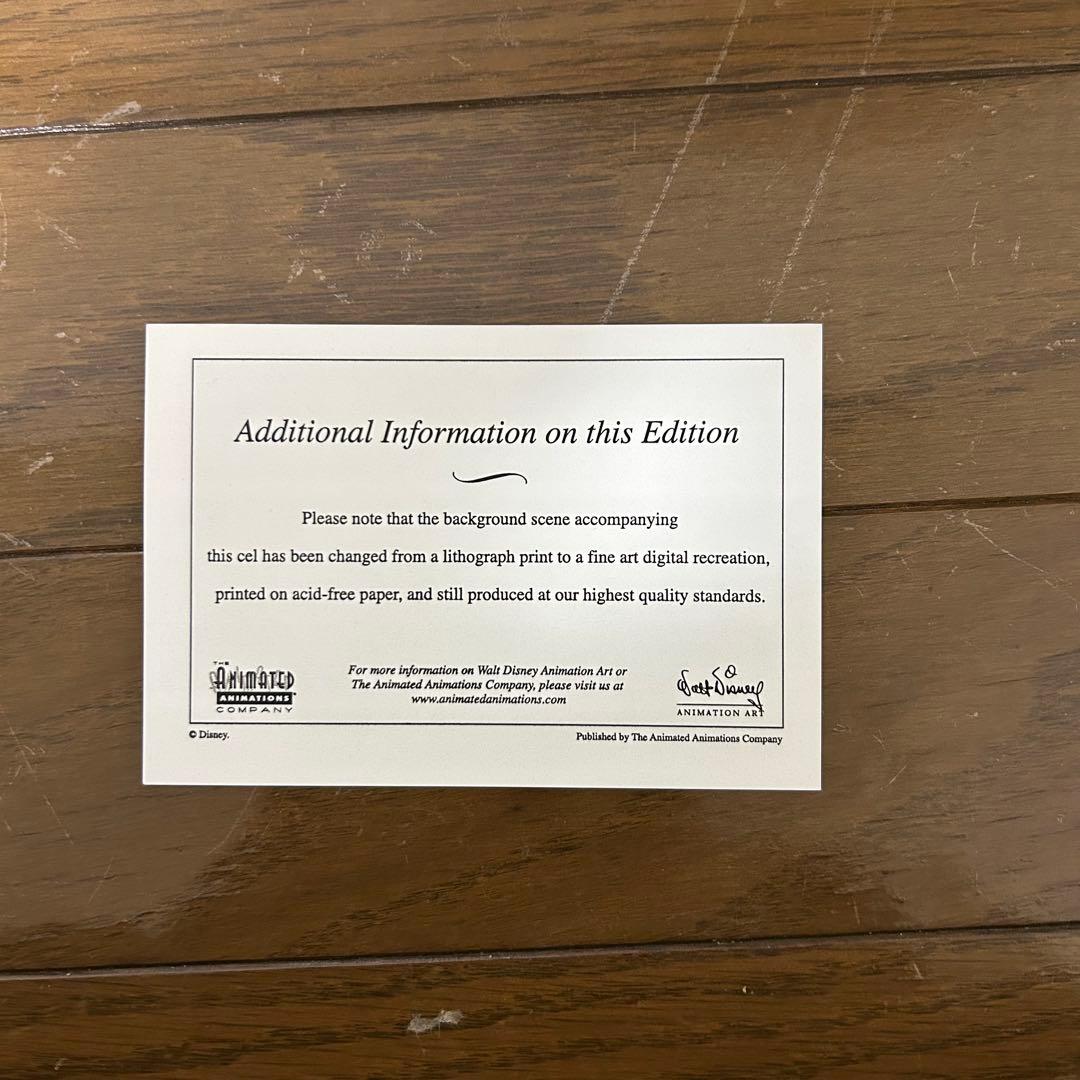 Additional Information on this Edition
Please note that the background scene accompanying
this cel has been changed from a lithograph print to a fine art digital recreation,
printed on acid-free paper, and still produced at our highest quality standards.
THE
ANIMATED
ANIMATIONS
COMPANY
For more information on Walt Disney Animation Art or
The Animated Animations Company, please visit us at
www.animatedanimations.com
Walt Disney
ANIMATION ART
© Disney.
Published by The Animated Animations Company